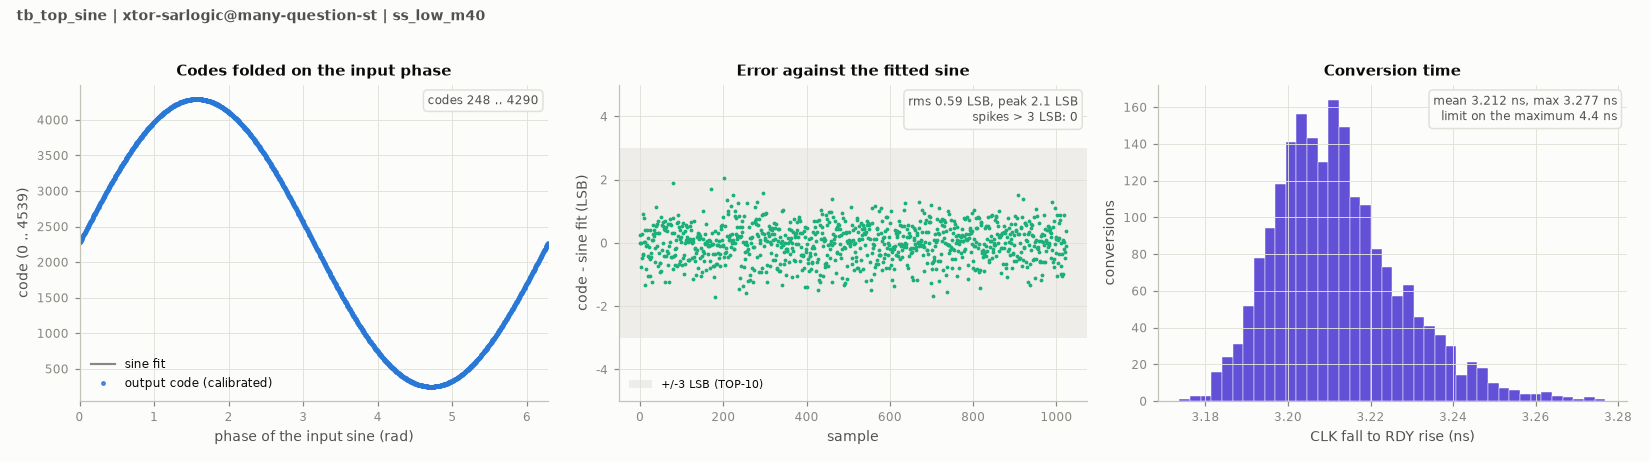 tb_top_sine | xtor-sarlogic@many-question-st | ss_low_m40
Codes folded on the input phase
codes 248 .. 4290
4000
3500
3000
2500
2000
1500
1000
500
code (0 .. 4539)
sine fit
output code (calibrated)
0 1 2 3 4 5 6
phase of the input sine (rad)
Error against the fitted sine
rms 0.59 LSB, peak 2.1 LSB
spikes > 3 LSB: 0
4
2
0
-2
-4
code - sine fit (LSB)
+/-3 LSB (TOP-10)
0 200 400 600 800 1000
sample
Conversion time
mean 3.212 ns, max 3.277 ns
limit on the maximum 4.4 ns
160
140
120
100
80
60
40
20
0
conversions
3.18 3.20 3.22 3.24 3.26 3.28
CLK fall to RDY rise (ns)